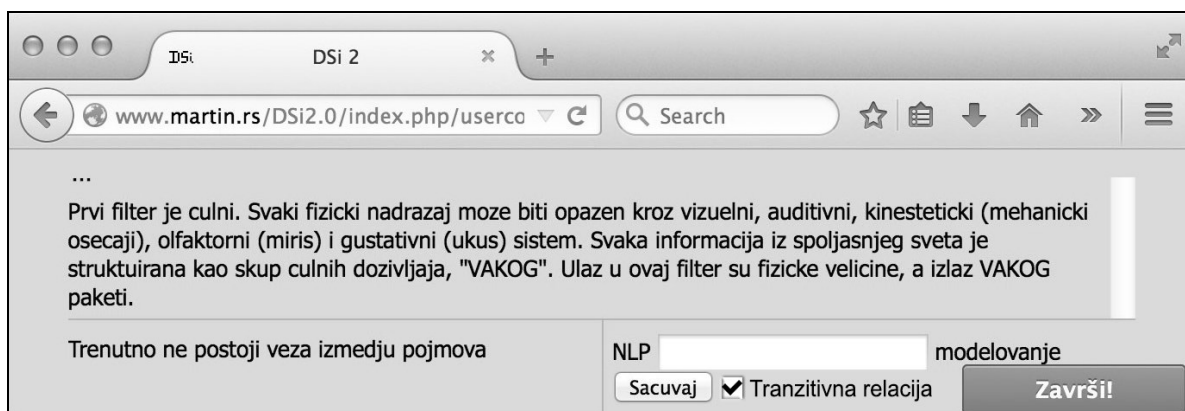 DSi DSi 2
www.martin.rs/DSi2.0/index.php/userco Search
...
Prvi filter je culni. Svaki fizicki nadrazaj moze biti opazen kroz vizuelni, auditivni, kinesteticki (mehanicki
osecaji), olfaktorni (miris) i gustativni (ukus) sistem. Svaka informacija iz spoljasnjeg sveta je
struktuirana kao skup culnih dozivljaja, "VAKOG". Ulaz u ovaj filter su fizicke velicine, a izlaz VAKOG
paketi.
Trenutno ne postoji veza izmedju pojmova
NLP modelovanje
Sacuvaj Tranzitivna relacija Završi!